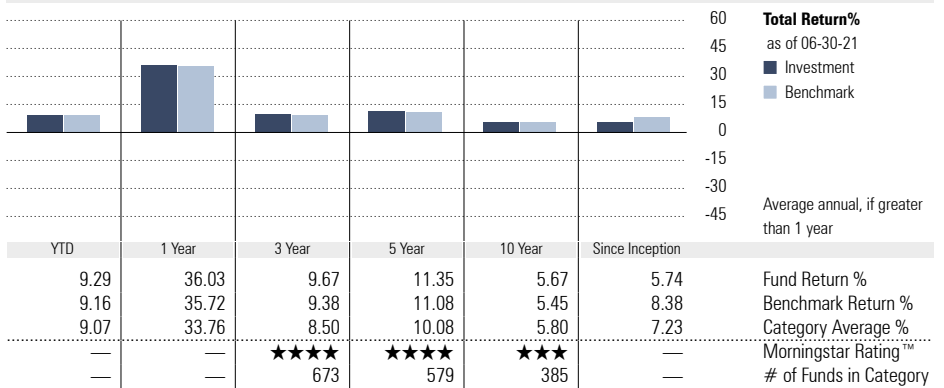 60
45
30
15
0
-15
-30
-45
Total Return%
as of 06-30-21
Investment
Benchmark
Average annual, if greater
than 1 year
YTD 1 Year 3 Year 5 Year 10 Year Since Inception
9.29 36.03 9.67 11.35 5.67 5.74 Fund Return %
9.16 35.72 9.38 11.08 5.45 8.38 Benchmark Return %
9.07 33.76 8.50 10.08 5.80 7.23 Category Average %
— — ★★★★ ★★★★ ★★★ — Morningstar Rating™
— — 673 579 385 — # of Funds in Category